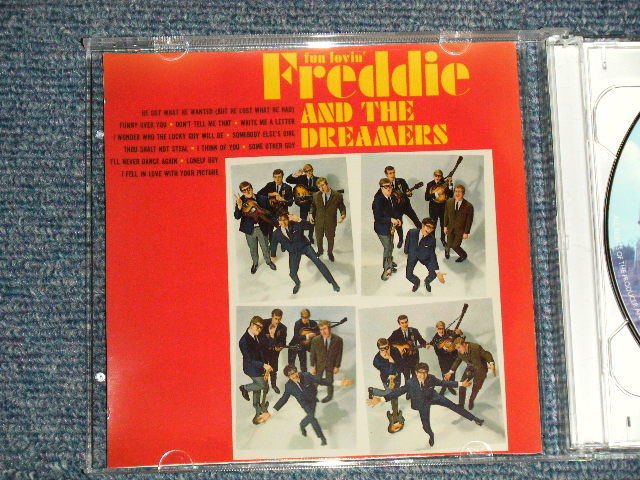 fun lovin'
Freddie
AND THE
DREAMERS
HE GOT WHAT HE WANTED (BUT HE LOST WHAT HE HAD)
FUNNY OVER YOU • DON'T TELL ME THAT • WRITE ME A LETTER
I WONDER WHO THE LUCKY GUY WILL BE • SOMEBODY ELSE'S GIRL
THOU SHALT NOT STEAL • I THINK OF YOU • SOME OTHER GUY
I'LL NEVER DANCE AGAIN • LONELY BOY
I FELL IN LOVE WITH YOUR PICTURE
OF THE PRODUCER